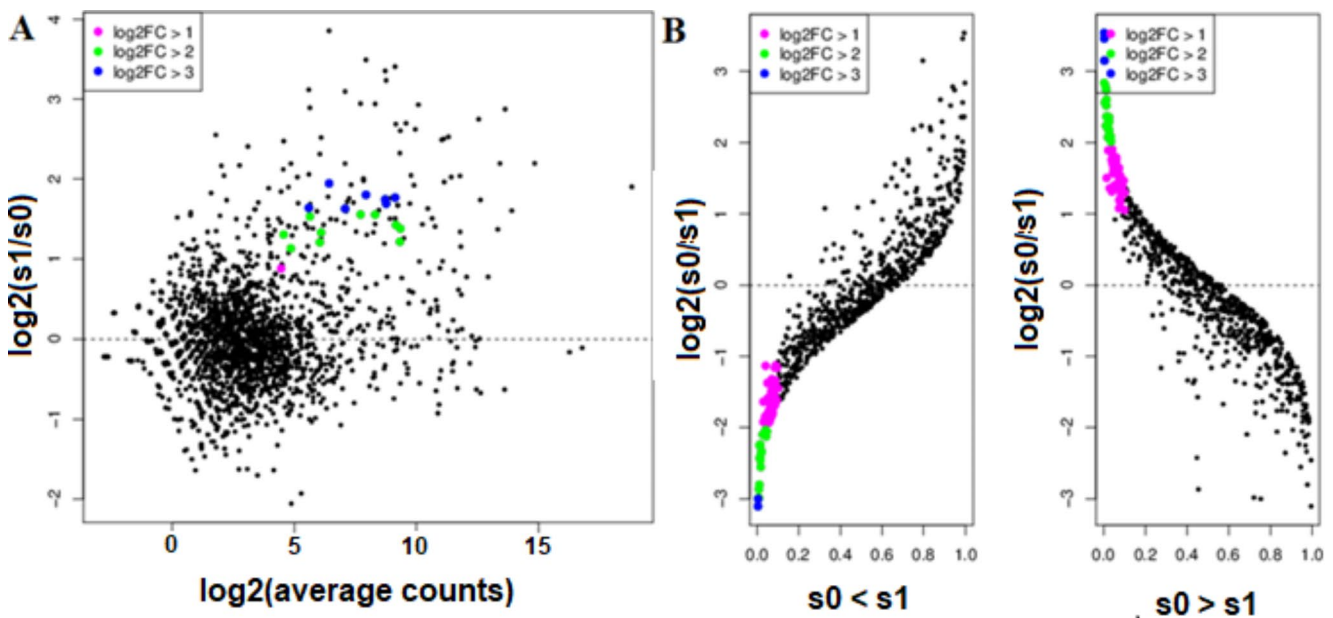 A
log2FC > 1
log2FC > 2
log2FC > 3
4
3
2
1
0
-1
-2
log2(s1/s0)
0
5
10
15
log2(average counts)
B
log2FC > 1
log2FC > 2
log2FC > 3
3
2
1
0
-1
-2
-3
log2(s0/s1)
0.0 0.2 0.4 0.6 0.8 1.0
s0 < s1
log2FC > 1
log2FC > 2
log2FC > 3
3
2
1
0
-1
-2
-3
log2(s0/s1)
0.0 0.2 0.4 0.6 0.8 1.0
s0 > s1